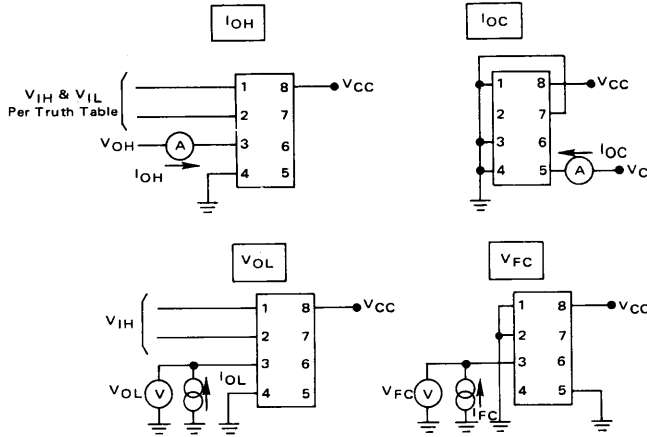 IOH
VIH & VIL
Per Truth Table
VOH
A
IOH
1
2
3
4
8
7
6
5
VCC
IOC
1
2
3
4
8
7
6
5
VCC
IOC
A
VC
VOL
VIH
VOL
V
IOL
1
2
3
4
8
7
6
5
VCC
VFC
VFC
V
IFC
1
2
3
4
8
7
6
5
VCC